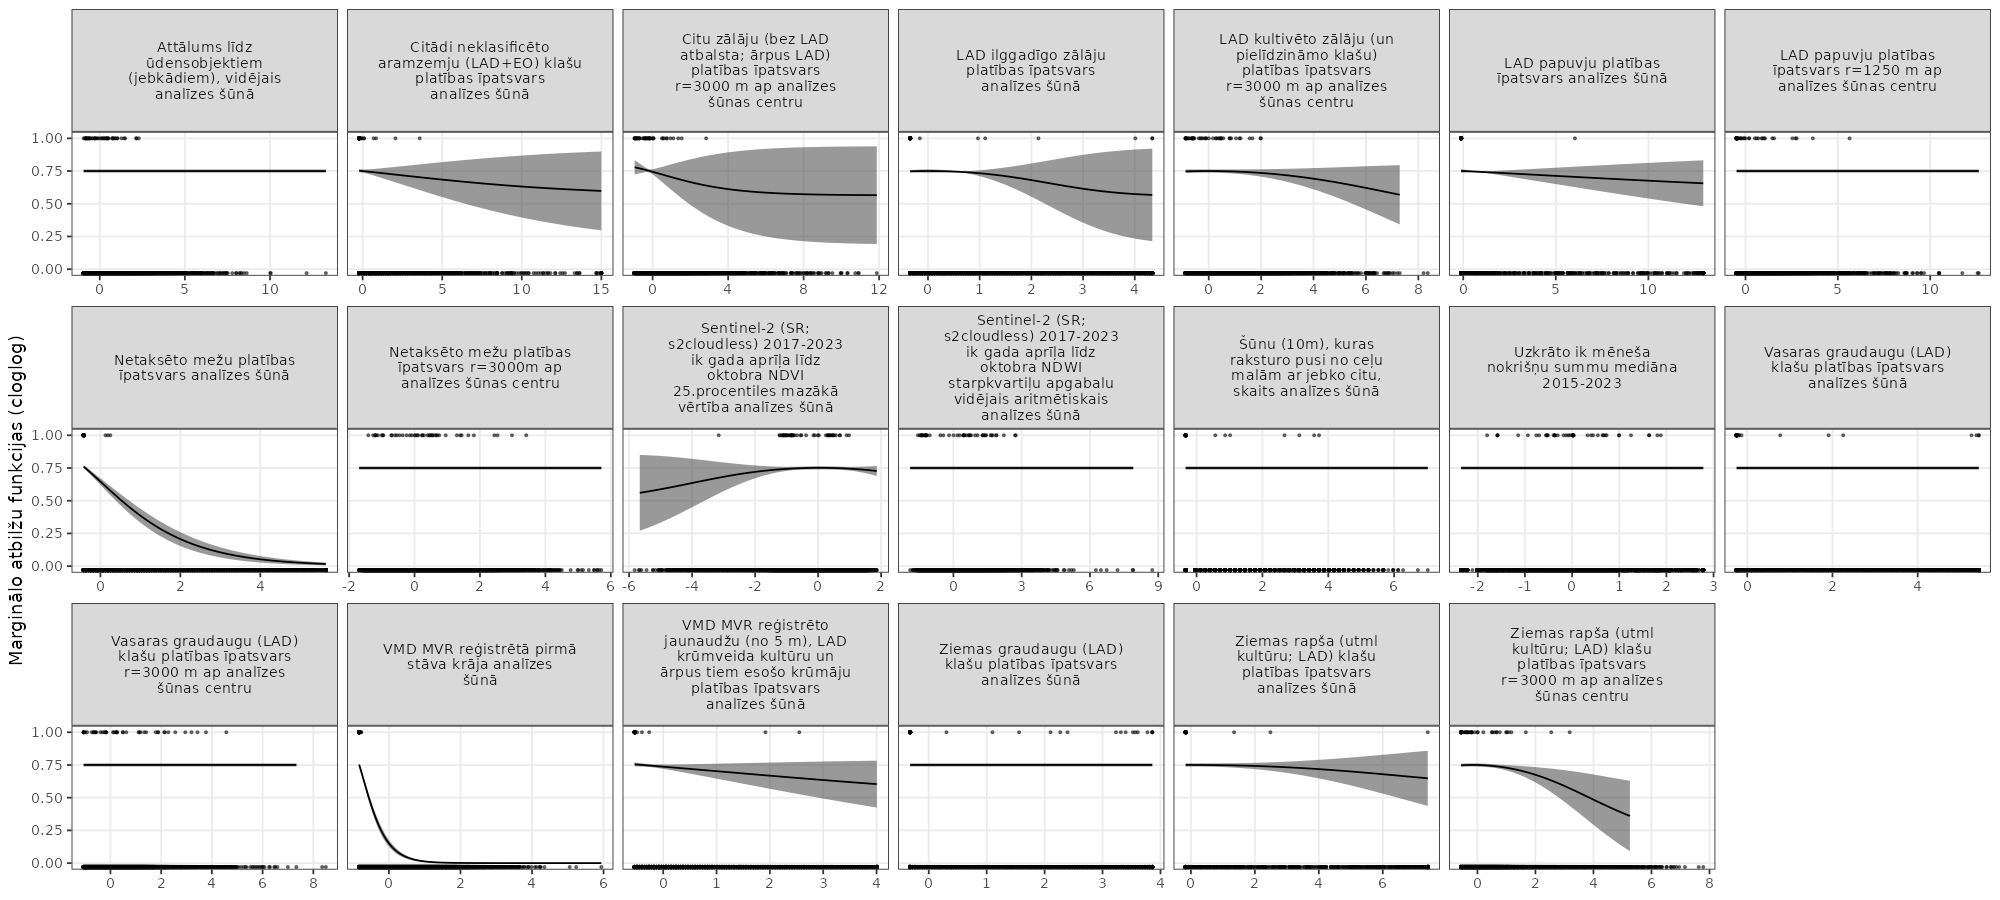 Marginālo atbilžu funkcijas (cloglog)
Attālums līdz
ūdensobjektiem
(jebkādiem), vidējais
analīzes šūnā
Citādi neklasificēto
aramzemju (LAD+EO) klašu
platības īpatsvars
analīzes šūnā
Citu zālāju (bez LAD
atbalsta; ārpus LAD)
platības īpatsvars
r=3000 m ap analīzes
šūnas centru
LAD ilggadīgo zālāju
platības īpatsvars
analīzes šūnā
LAD kultivēto zālāju (un
pielīdzināmo klašu)
platības īpatsvars
r=3000 m ap analīzes
šūnas centru
LAD papuvju platības
īpatsvars analīzes šūnā
LAD papuvju platības
īpatsvars r=1250 m ap
analīzes šūnas centru
1.00
0.75
0.50
0.25
0.00
0 5 10
0 5 10 15
0 4 8 12
0 1 2 3 4
0 2 4 6 8
0 5 10
0 5 10
Netaksēto mežu platības
īpatsvars analīzes šūnā
Netaksēto mežu platības
īpatsvars r=3000m ap
analīzes šūnas centru
Sentinel-2 (SR;
s2cloudless) 2017-2023
ik gada aprīļa līdz
oktobra NDVI
25.procentiles mazākā
vērtība analīzes šūnā
Sentinel-2 (SR;
s2cloudless) 2017-2023
ik gada aprīļa līdz
oktobra NDWI
starpkvartiļu apgabalu
vidējais aritmētiskais
analīzes šūnā
Šūnu (10m), kuras
raksturo pusi no ceļu
malām ar jebko citu,
skaits analīzes šūnā
Uzkrāto ik mēneša
nokrišņu summu mediāna
2015-2023
Vasaras graudaugu (LAD)
klašu platības īpatsvars
analīzes šūnā
1.00
0.75
0.50
0.25
0.00
0 2 4
-2 0 2 4 6
-6 -4 -2 0 2
0 3 6 9
0 2 4 6
-2 -1 0 1 2 3
0 2 4
Vasaras graudaugu (LAD)
klašu platības īpatsvars
r=3000 m ap analīzes
šūnas centru
VMD MVR reģistrētā pirmā
stāva krāja analīzes
šūnā
VMD MVR reģistrēto
jaunaudžu (no 5 m), LAD
krūmveida kultūru un
ārpus tiem esošo krūmāju
platības īpatsvars
analīzes šūnā
Ziemas graudaugu (LAD)
klašu platības īpatsvars
analīzes šūnā
Ziemas rapša (utml
kultūru; LAD) klašu
platības īpatsvars
analīzes šūnā
Ziemas rapša (utml
kultūru; LAD) klašu
platības īpatsvars
r=3000 m ap analīzes
šūnas centru
1.00
0.75
0.50
0.25
0.00
0 2 4 6 8
0 2 4 6
0 1 2 3 4
0 1 2 3 4
0 2 4 6
0 2 4 6 8